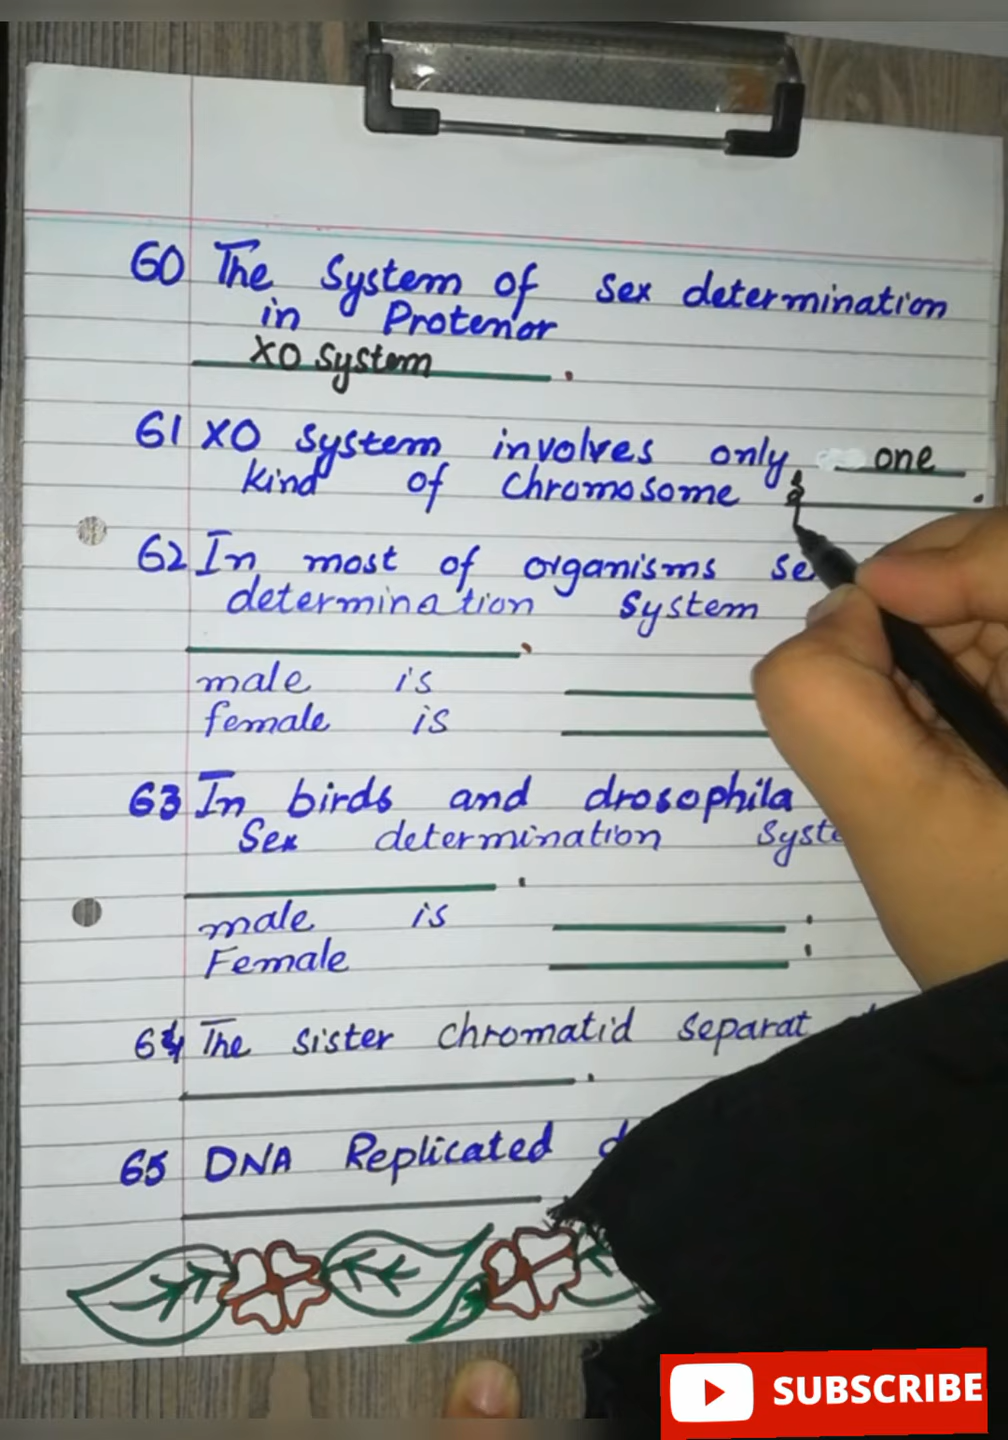 60 The System of sex determination
in Protenor
XO System .
61 XO system involves only one
kind of Chromosome .
62 In most of organisms
determination System
male is
female is
63 In birds and drosophila
Sex determination
male is
Female
64 The sister chromatid separat
65 DNA Replicated
SUBSCRIBE